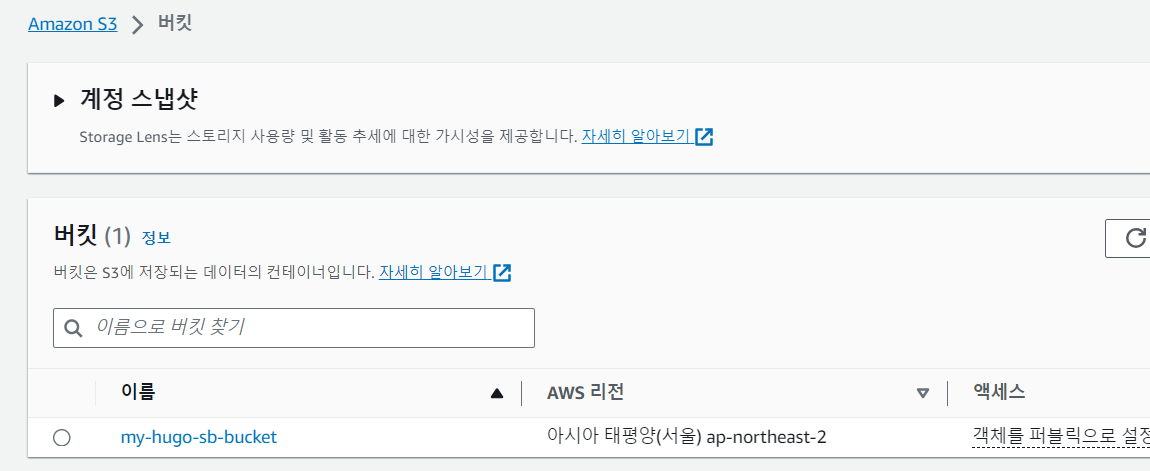 Amazon S3 > 버킷
▶ 계정 스냅샷
Storage Lens는 스토리지 사용량 및 활동 추세에 대한 가시성을 제공합니다. 자세히 알아보기
버킷 (1) 정보
버킷은 S3에 저장되는 데이터의 컨테이너입니다. 자세히 알아보기
이름으로 버킷 찾기
이름 ▲ AWS 리전 ▽ 액세스
my-hugo-sb-bucket 아시아 태평양(서울) ap-northeast-2 객체를 퍼블릭으로